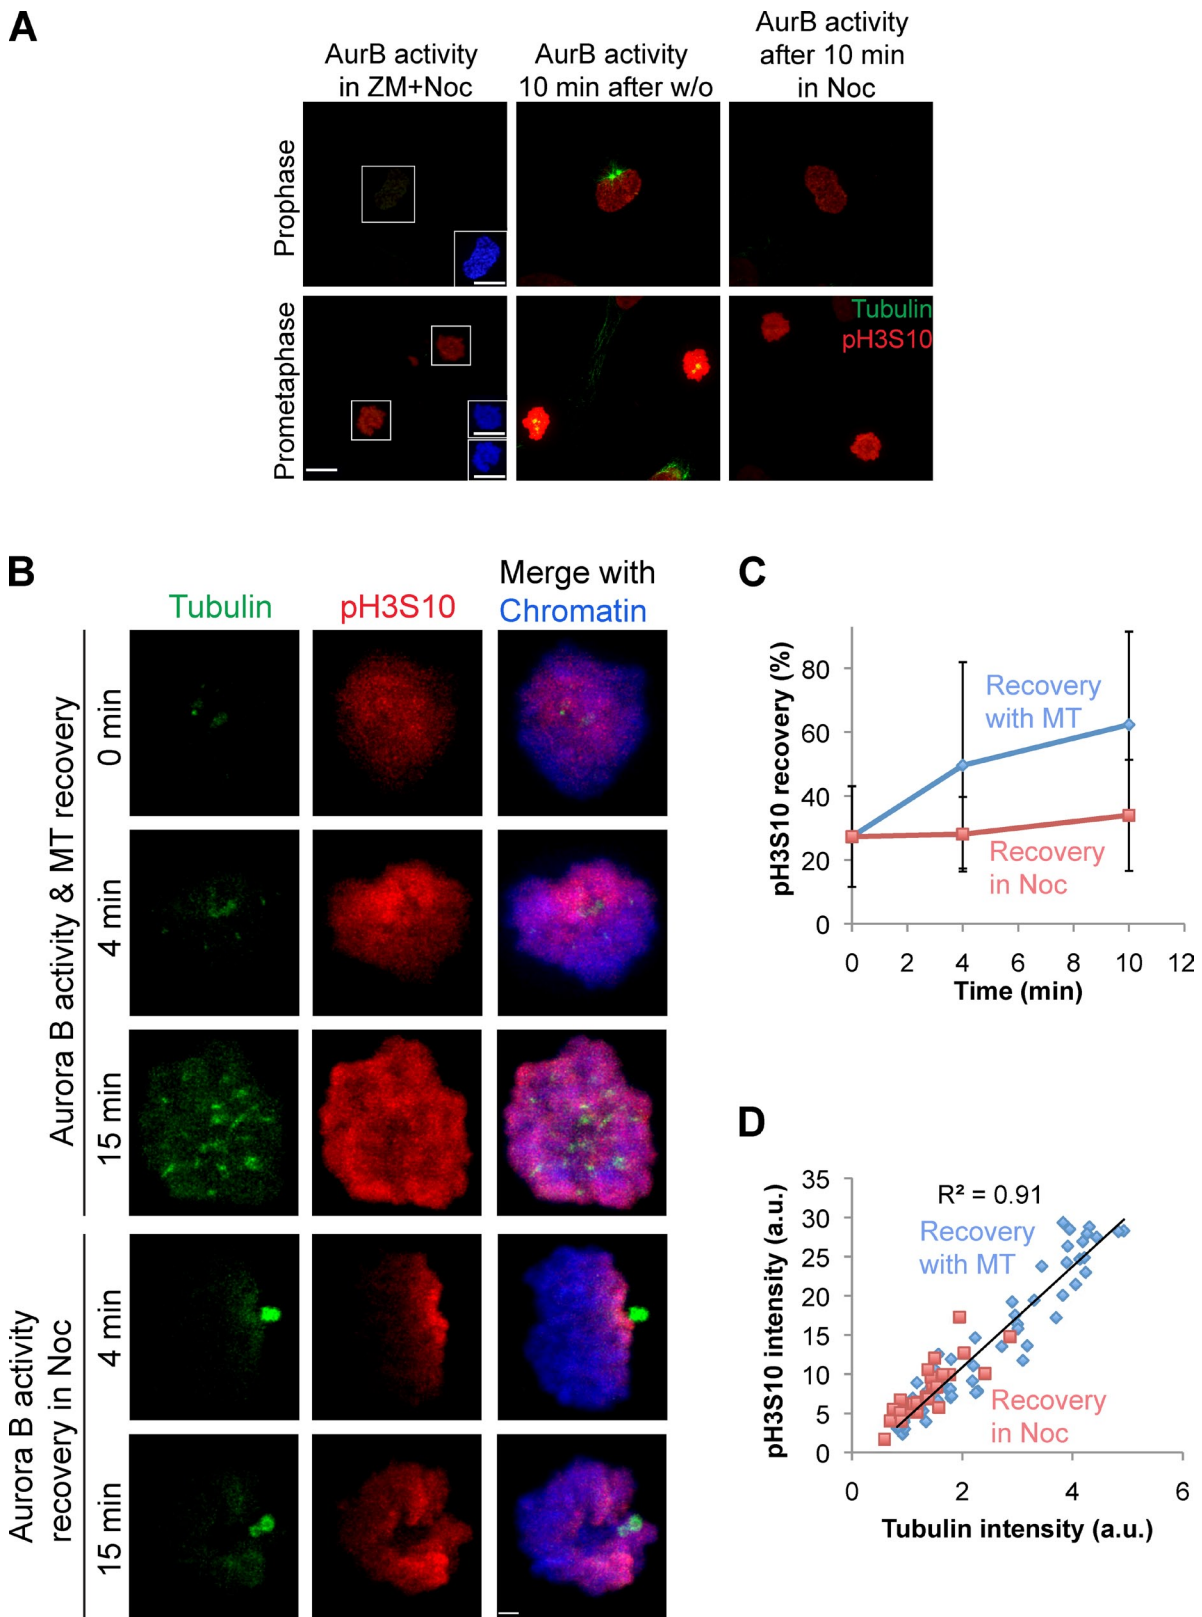 A
AurB activity
in ZM+Noc
AurB activity
10 min after w/o
AurB activity
after 10 min
in Noc
Prophase
Prometaphase
Tubulin
pH3S10
B
Tubulin
pH3S10
Merge with
Chromatin
Aurora B activity & MT recovery
0 min
4 min
15 min
Aurora B activity
recovery in Noc
4 min
15 min
C
pH3S10 recovery (%)
80
60
40
20
0
Recovery
with MT
Recovery
in Noc
0 2 4 6 8 10 12
Time (min)
D
pH3S10 intensity (a.u.)
35
30
25
20
15
10
5
0
R² = 0.91
Recovery
with MT
Recovery
in Noc
0 2 4 6
Tubulin intensity (a.u.)